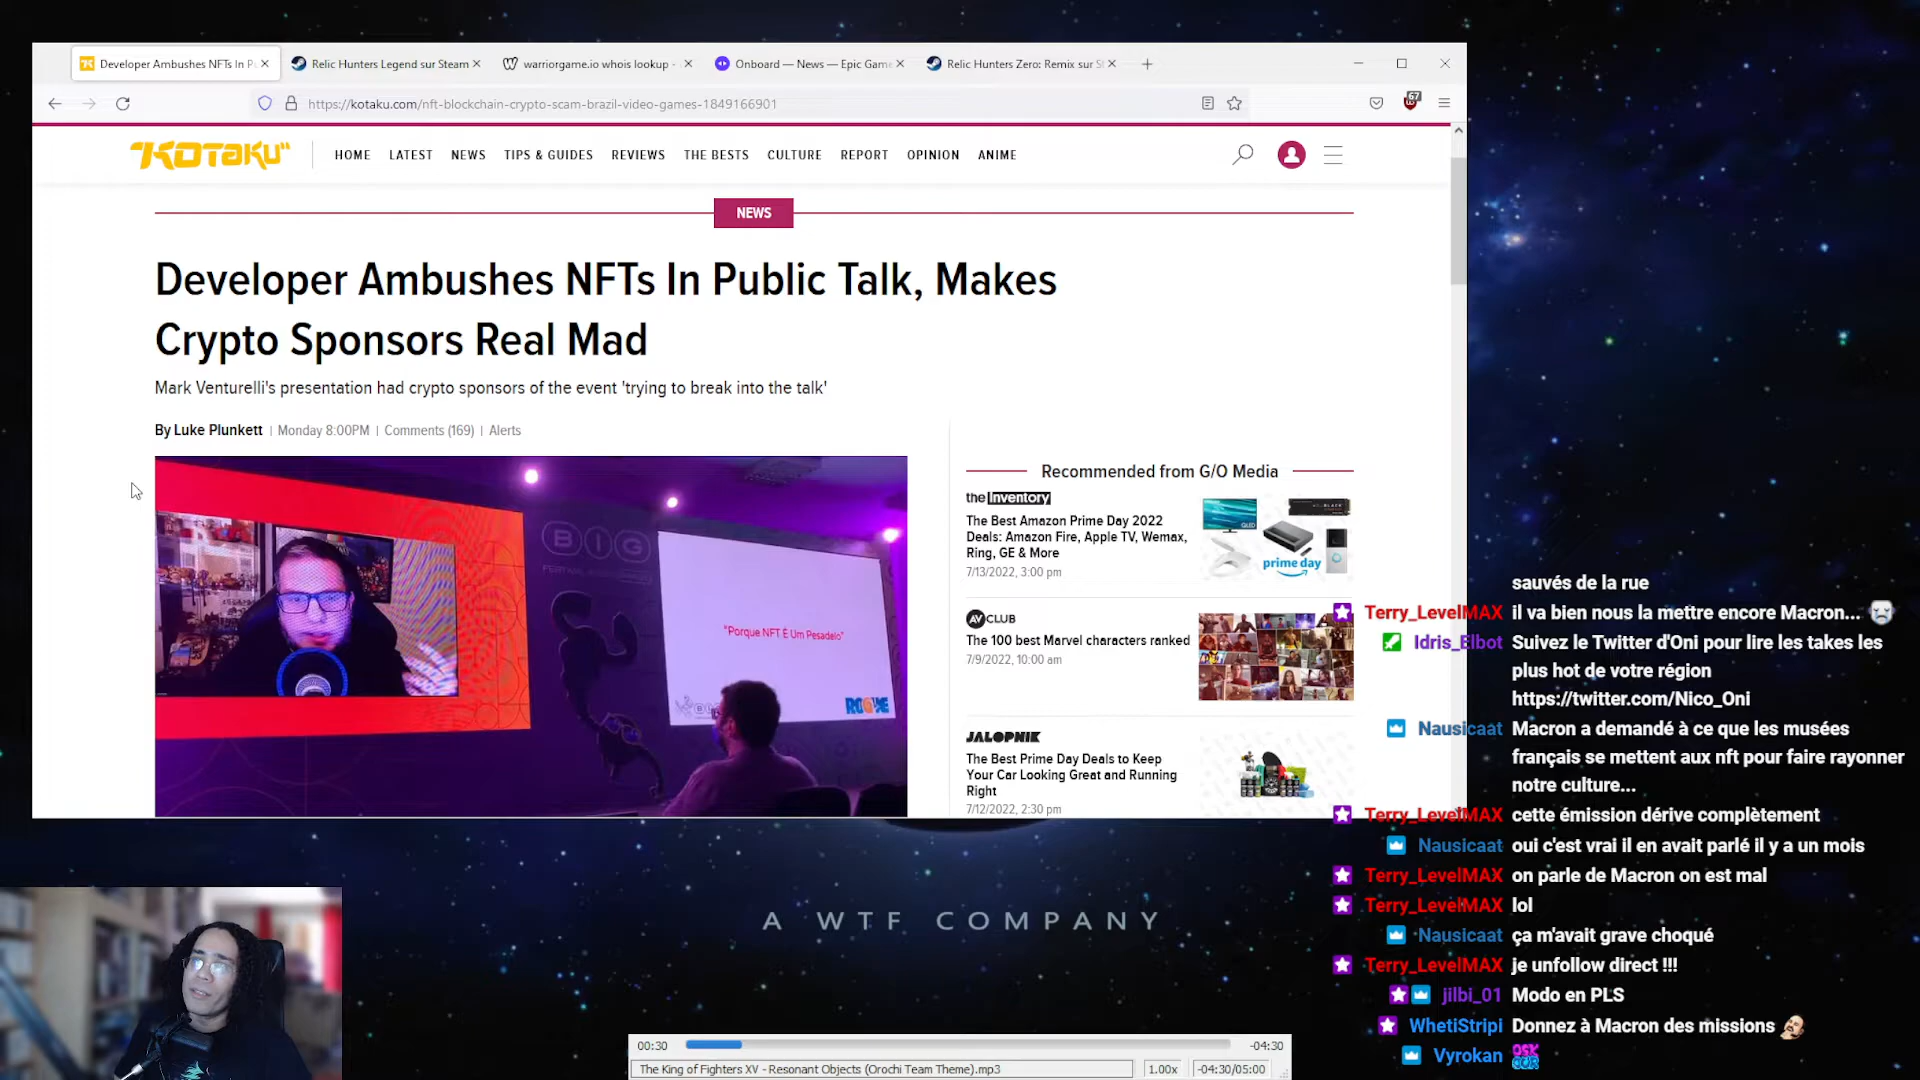 Developer Ambushes NFTs In P
Relic Hunters Legend sur Steam
warriorgame.io whois lookup -
Onboard — News — Epic Game
Relic Hunters Zero: Remix sur S
https://kotaku.com/nft-blockchain-crypto-scam-brazil-video-games-1849166901
67
KOTAKU
HOME LATEST NEWS TIPS & GUIDES REVIEWS THE BESTS CULTURE REPORT OPINION ANIME
NEWS
Developer Ambushes NFTs In Public Talk, Makes
Crypto Sponsors Real Mad
Mark Venturelli's presentation had crypto sponsors of the event 'trying to break into the talk'
By Luke Plunkett | Monday 8:00PM | Comments (169) | Alerts
BIG
FESTIVAL
"Porque NFT É Um Pesadelo"
ROGUE
Recommended from G/O Media
the Inventory
The Best Amazon Prime Day 2022
Deals: Amazon Fire, Apple TV, Wemax,
Ring, GE & More
7/13/2022, 3:00 pm
prime day
AV CLUB
The 100 best Marvel characters ranked
7/9/2022, 10:00 am
JALOPNIK
The Best Prime Day Deals to Keep
Your Car Looking Great and Running
Right
7/12/2022, 2:30 pm
sauvés de la rue
Terry_LevelMAX il va bien nous la mettre encore Macron...
Idris_Elbot Suivez le Twitter d'Oni pour lire les takes les
plus hot de votre région
https://twitter.com/Nico_Oni
Nausicaat Macron a demandé à ce que les musées
français se mettent aux nft pour faire rayonner
notre culture...
Terry_LevelMAX cette émission dérive complètement
Nausicaat oui c'est vrai il en avait parlé il y a un mois
Terry_LevelMAX on parle de Macron on est mal
Terry_LevelMAX lol
Nausicaat ça m'avait grave choqué
Terry_LevelMAX je unfollow direct !!!
jilbi_01 Modo en PLS
WhetiStripi Donnez à Macron des missions
Vyrokan
A WTF COMPANY
00:30 -04:30
The King of Fighters XV - Resonant Objects (Orochi Team Theme).mp3 1.00x -04:30/05:00